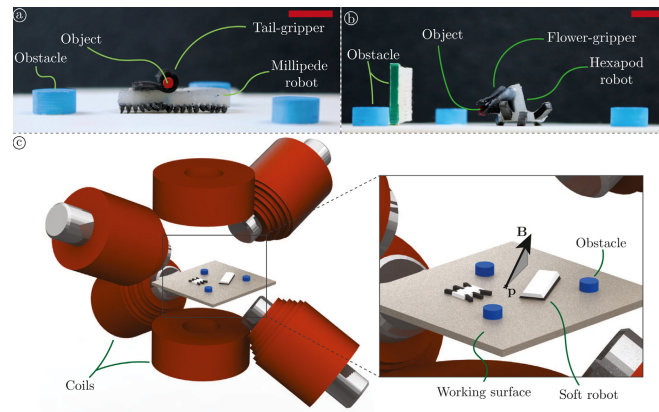 a
Tail-gripper
Object
Obstacle
Millipede
robot
b
Flower-gripper
Object
Hexapod
robot
Obstacle
c
B
Obstacle
p
Coils
Working surface
Soft robot